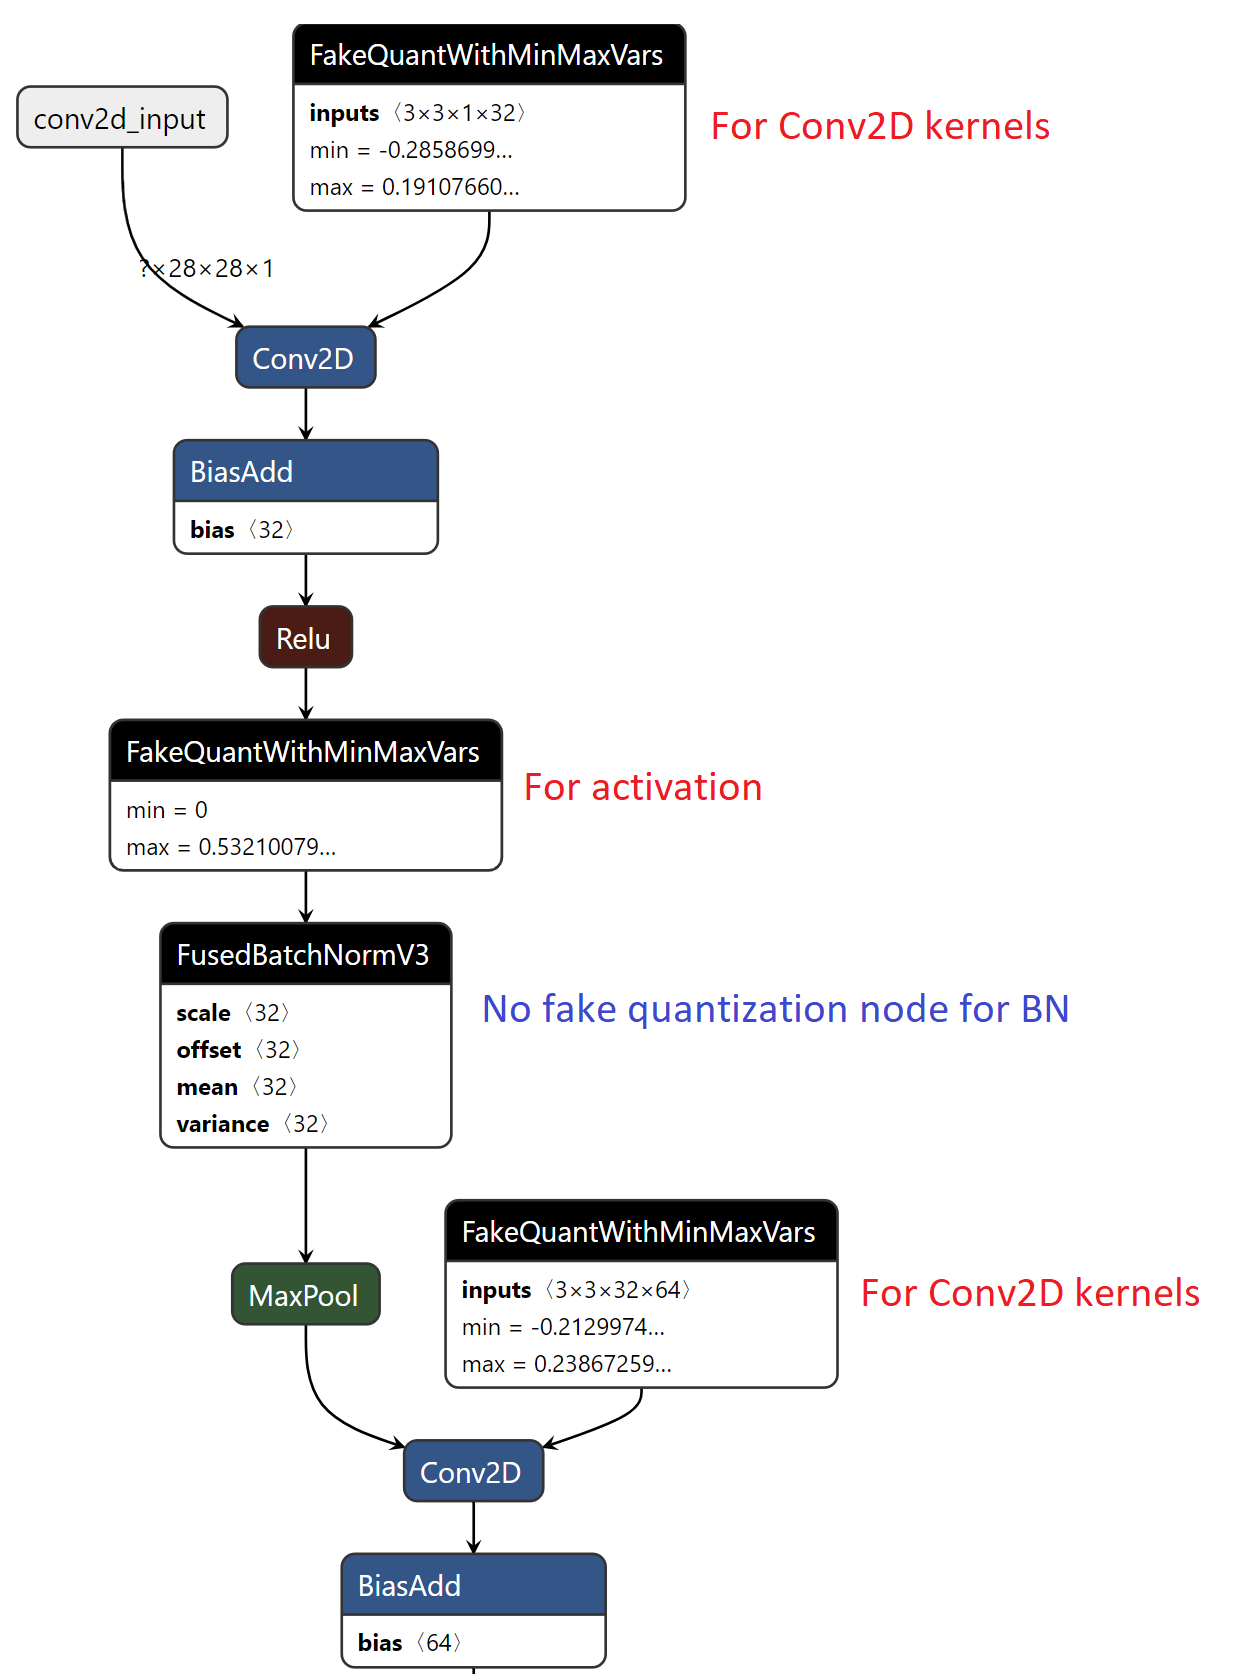 FakeQuantWithMinMaxVars
inputs〈3×3×1×32〉
min = -0.2858699...
max = 0.19107660...
For Conv2D kernels
conv2d_input
?×28×28×1
Conv2D
BiasAdd
bias〈32〉
Relu
FakeQuantWithMinMaxVars
min = 0
max = 0.53210079...
For activation
FusedBatchNormV3
scale〈32〉
offset〈32〉
mean〈32〉
variance〈32〉
No fake quantization node for BN
FakeQuantWithMinMaxVars
inputs〈3×3×32×64〉
min = -0.2129974...
max = 0.23867259...
For Conv2D kernels
MaxPool
Conv2D
BiasAdd
bias〈64〉